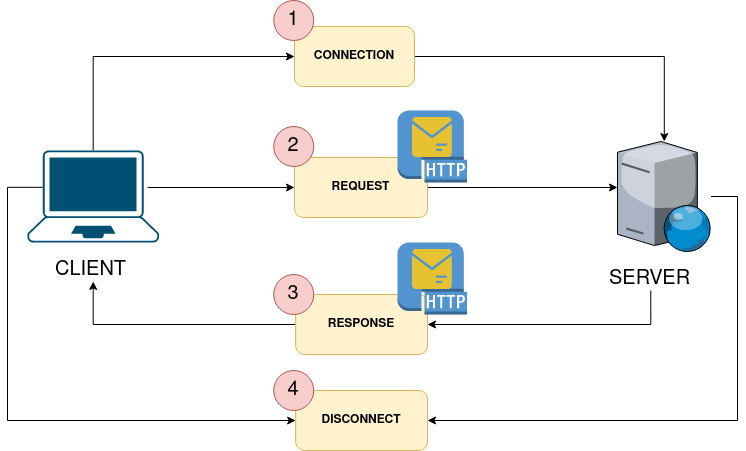 1
CONNECTION
2
HTTP
REQUEST
CLIENT
SERVER
3
HTTP
RESPONSE
4
DISCONNECT